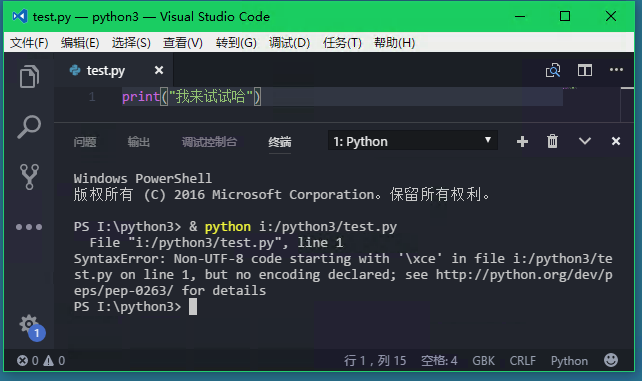 test.py — python3 — Visual Studio Code
文件(F) 编辑(E) 选择(S) 查看(V) 转到(G) 调试(D) 任务(T) 帮助(H)
test.py
1 print("我来试试哈")
问题 输出 调试控制台 终端 1: Python
Windows PowerShell
版权所有 (C) 2016 Microsoft Corporation。保留所有权利。
PS I:\python3> & python i:/python3/test.py
File "i:/python3/test.py", line 1
SyntaxError: Non-UTF-8 code starting with '\xce' in file i:/python3/te
st.py on line 1, but no encoding declared; see http://python.org/dev/p
eps/pep-0263/ for details
PS I:\python3>
1
0 0 行 1，列 15 空格: 4 GBK CRLF Python